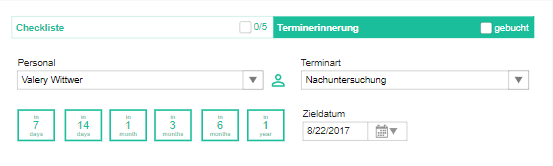 Checkliste 0/5 Terminerinnerung gebucht
Personal Terminart
Valery Wittwer Nachuntersuchung
in in in in in in Zieldatum
7 14 1 3 6 1 8/22/2017
days days month months months year